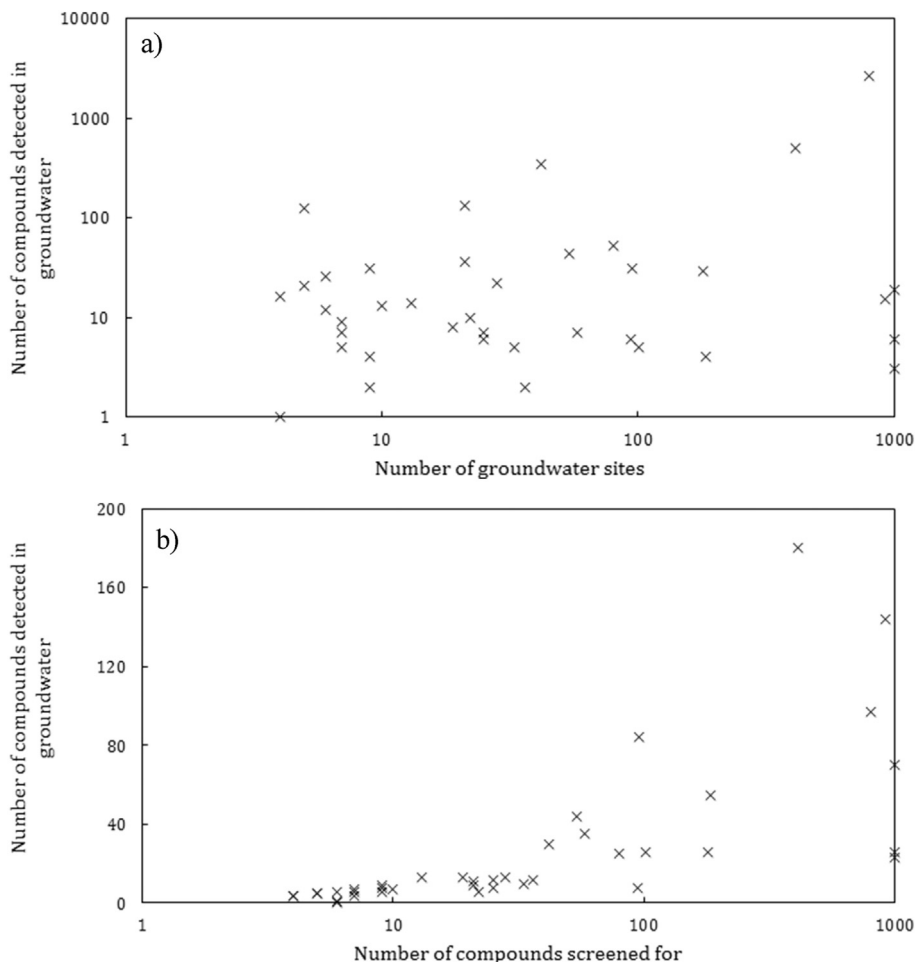 a)
Number of compounds detected in
groundwater
10000
1000
100
10
1
1 10 100 1000
Number of groundwater sites
b)
Number of compounds detected in
groundwater
200
160
120
80
40
0
1 10 100 1000
Number of compounds screened for